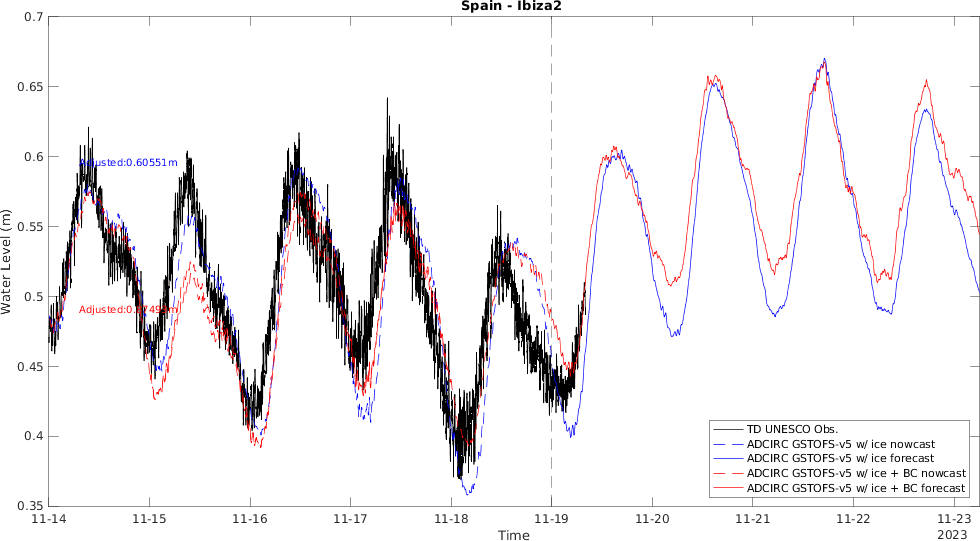 Spain - Ibiza2
0.7
0.65
0.6
0.55
0.5
0.45
0.4
0.35
Water Level (m)
Adjusted:0.60551m
TD UNESCO Obs.
ADCIRC GSTOFS-v5 w/ ice nowcast
ADCIRC GSTOFS-v5 w/ ice forecast
ADCIRC GSTOFS-v5 w/ ice + BC nowcast
ADCIRC GSTOFS-v5 w/ ice + BC forecast
11-14 11-15 11-16 11-17 11-18 11-19 11-20 11-21 11-22 11-23
Time
2023